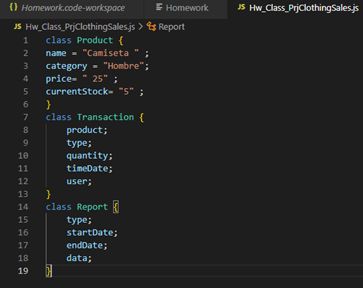 Homework.code-workspace
Homework
Hw_Class_PrjClothingSales.js
Hw_Class_PrjClothingSales.js > Report
1 class Product {
2 name = "Camiseta " ;
3 category = "Hombre";
4 price= " 25" ;
5 currentStock= "5" ;
6 }
7 class Transaction {
8 product;
9 type;
10 quantity;
11 timeDate;
12 user;
13 }
14 class Report {
15 type;
16 startDate;
17 endDate;
18 data;
19 }